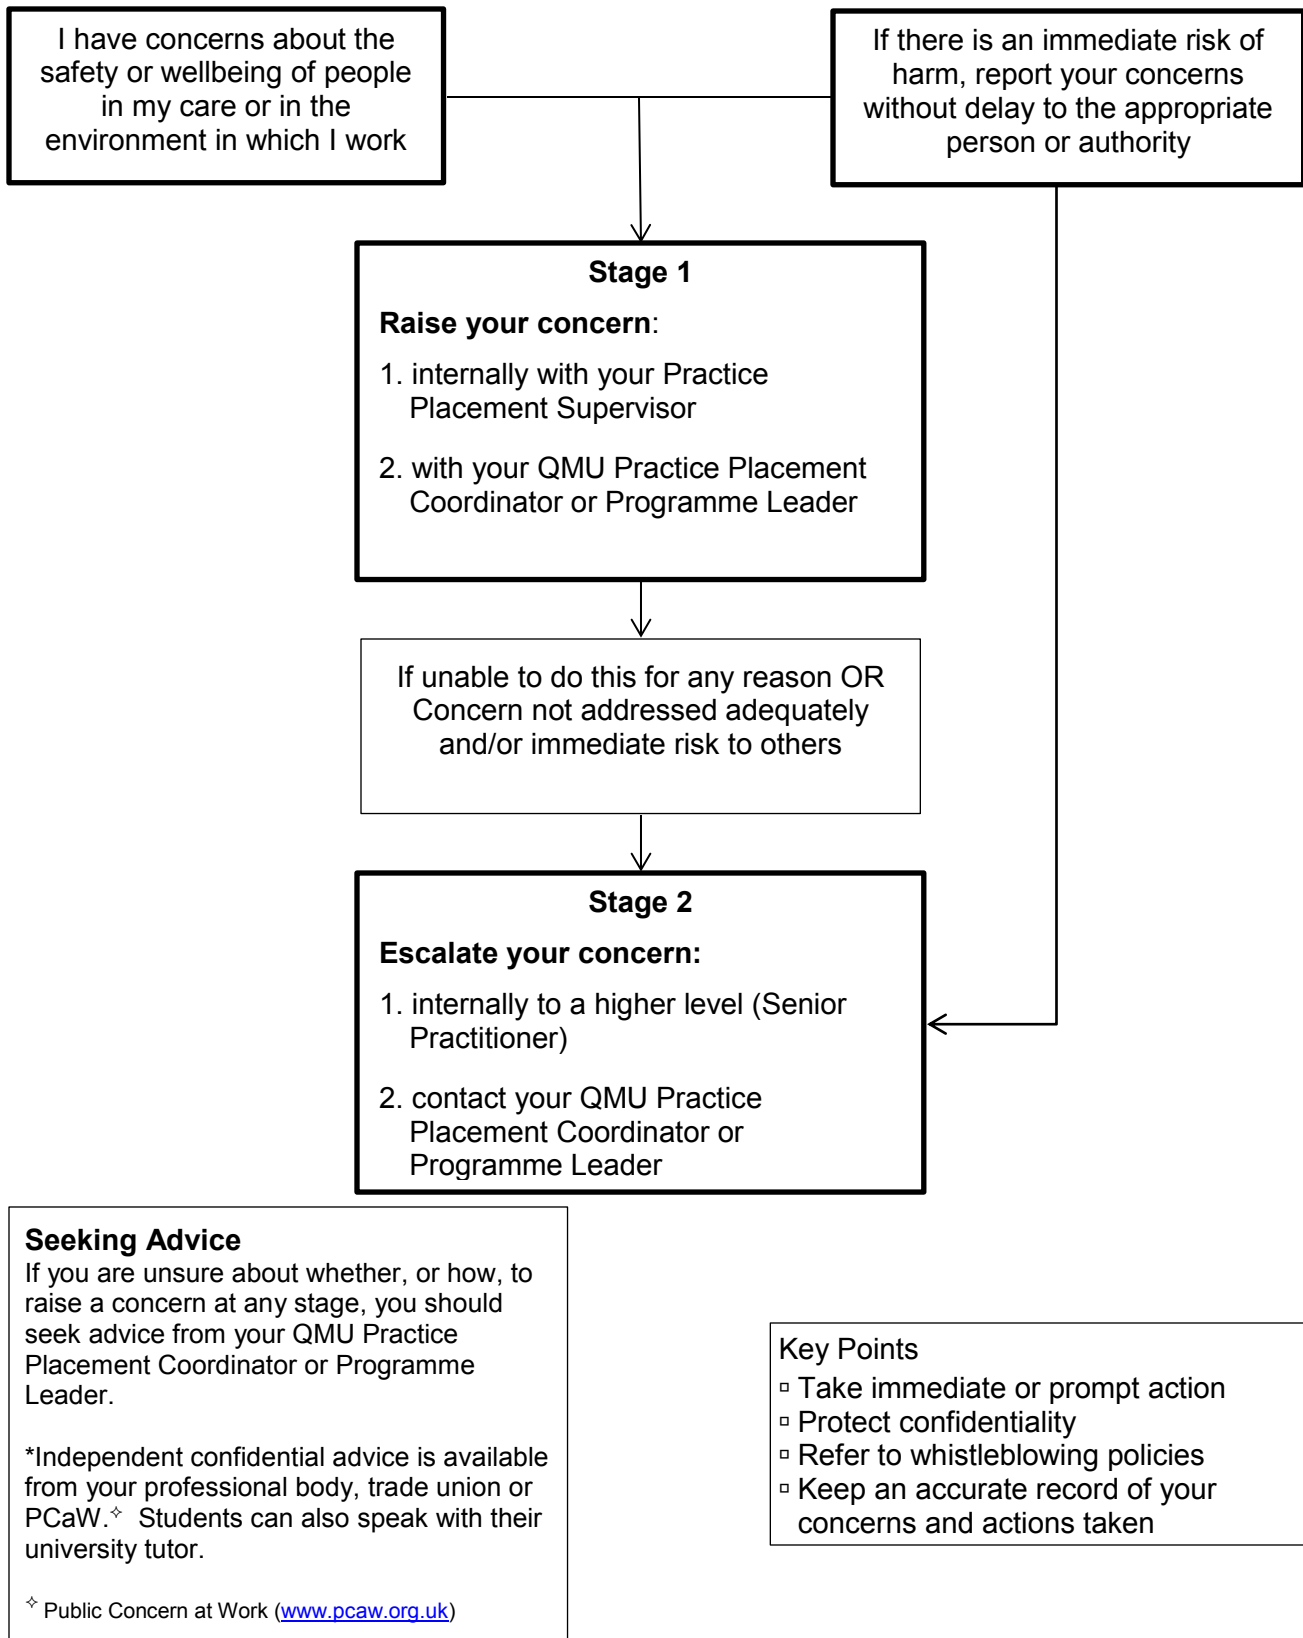 I have concerns about the
safety or wellbeing of people
in my care or in the
environment in which I work
If there is an immediate risk of
harm, report your concerns
without delay to the appropriate
person or authority
Stage 1
Raise your concern:
1. internally with your Practice
Placement Supervisor
2. with your QMU Practice Placement
Coordinator or Programme Leader
If unable to do this for any reason OR
Concern not addressed adequately
and/or immediate risk to others
Stage 2
Escalate your concern:
1. internally to a higher level (Senior
Practitioner)
2. contact your QMU Practice
Placement Coordinator or
Programme Leader
Seeking Advice
If you are unsure about whether, or how, to
raise a concern at any stage, you should
seek advice from your QMU Practice
Placement Coordinator or Programme
Leader.
*Independent confidential advice is available
from your professional body, trade union or
PCaW.✧ Students can also speak with their
university tutor.
✧ Public Concern at Work (www.pcaw.org.uk)
Key Points
▫ Take immediate or prompt action
▫ Protect confidentiality
▫ Refer to whistleblowing policies
▫ Keep an accurate record of your
concerns and actions taken